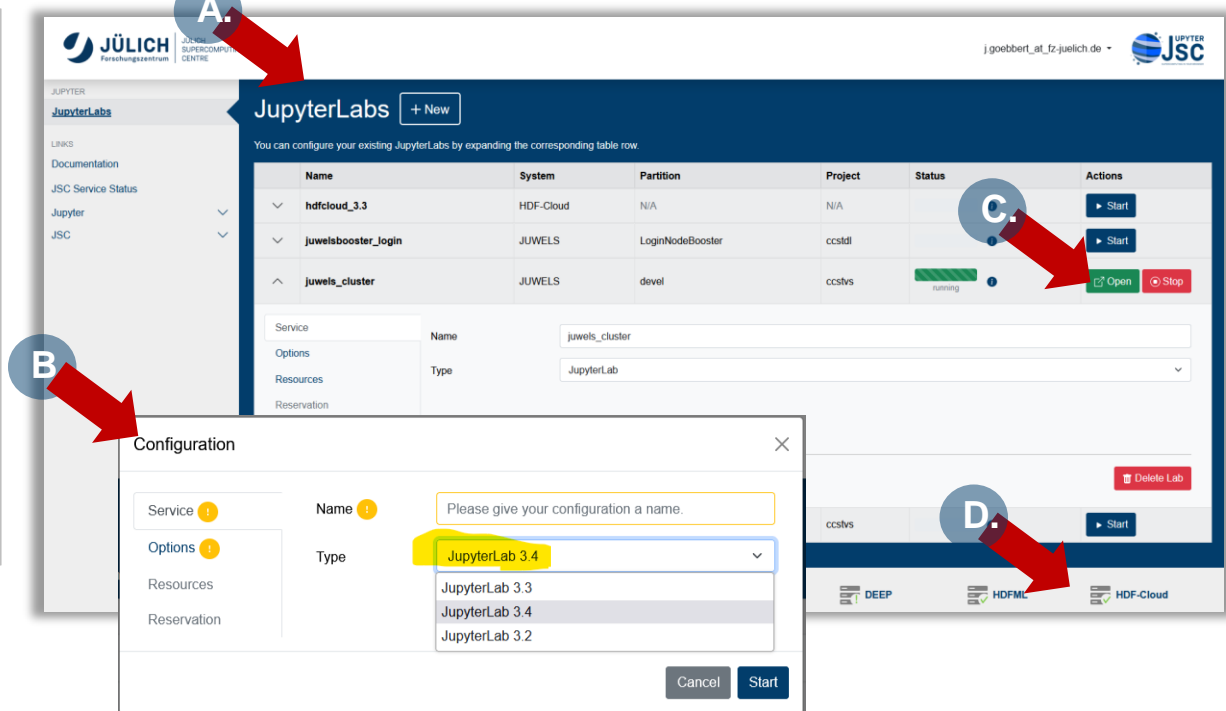 A.
JÜLICH
Forschungszentrum
JÜLICH
SUPERCOMPUTI
CENTRE
j.goebbert_at_fz-juelich.de
JUPYTER
JSC
JUPYTER
JupyterLabs
LINKS
Documentation
JSC Service Status
Jupyter
JSC
JupyterLabs + New
You can configure your existing JupyterLabs by expanding the corresponding table row.
Name System Partition Project Status Actions
hdfcloud_3.3 HDF-Cloud N/A N/A Start
C.
juwelsbooster_login JUWELS LoginNodeBooster ccstdl Start
juwels_cluster JUWELS devel ccstvs running Open Stop
Service
Options
Resources
Reservation
Name juwels_cluster
Type JupyterLab
B
Delete Lab
ccstvs Start
D.
DEEP HDFML HDF-Cloud
Configuration
Service !
Options !
Resources
Reservation
Name ! Please give your configuration a name.
Type JupyterLab 3.4
JupyterLab 3.3
JupyterLab 3.4
JupyterLab 3.2
Cancel Start